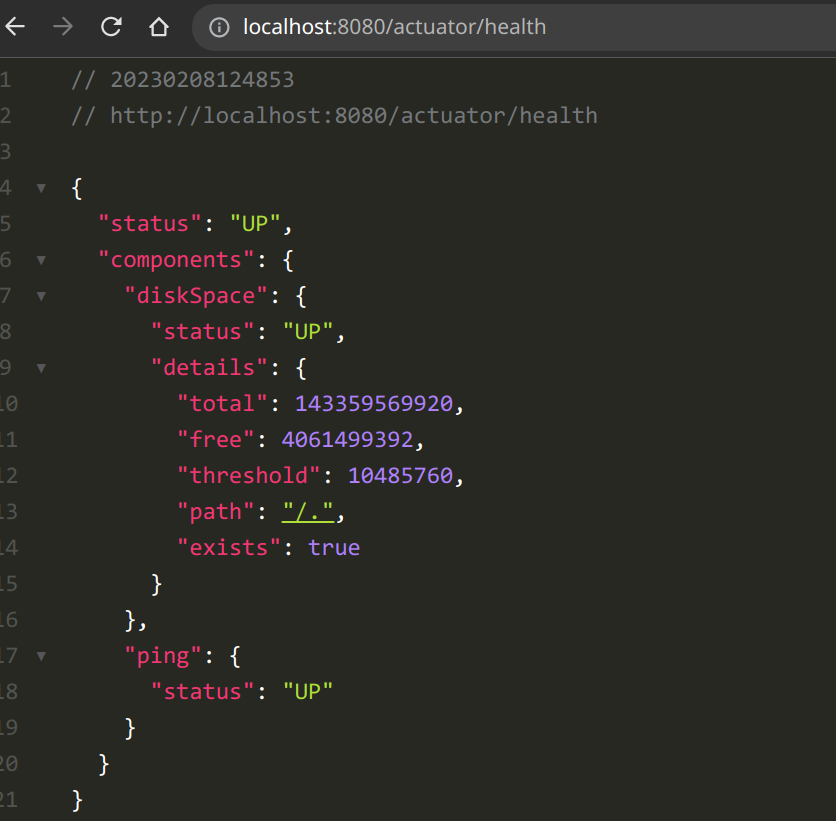 localhost:8080/actuator/health
1 // 20230208124853
2 // http://localhost:8080/actuator/health
3
4 ▼ {
5 "status": "UP",
6 ▼ "components": {
7 ▼ "diskSpace": {
8 "status": "UP",
9 ▼ "details": {
10 "total": 143359569920,
11 "free": 4061499392,
12 "threshold": 10485760,
13 "path": "/.",
14 "exists": true
15 }
16 },
17 ▼ "ping": {
18 "status": "UP"
19 }
20 }
21 }